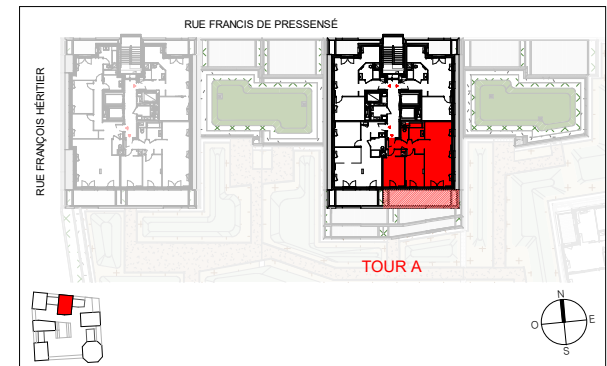 RUE FRANCIS DE PRESSENSÉ
RUE FRANÇOIS HÉRITIER
TOUR A
N
O
E
S